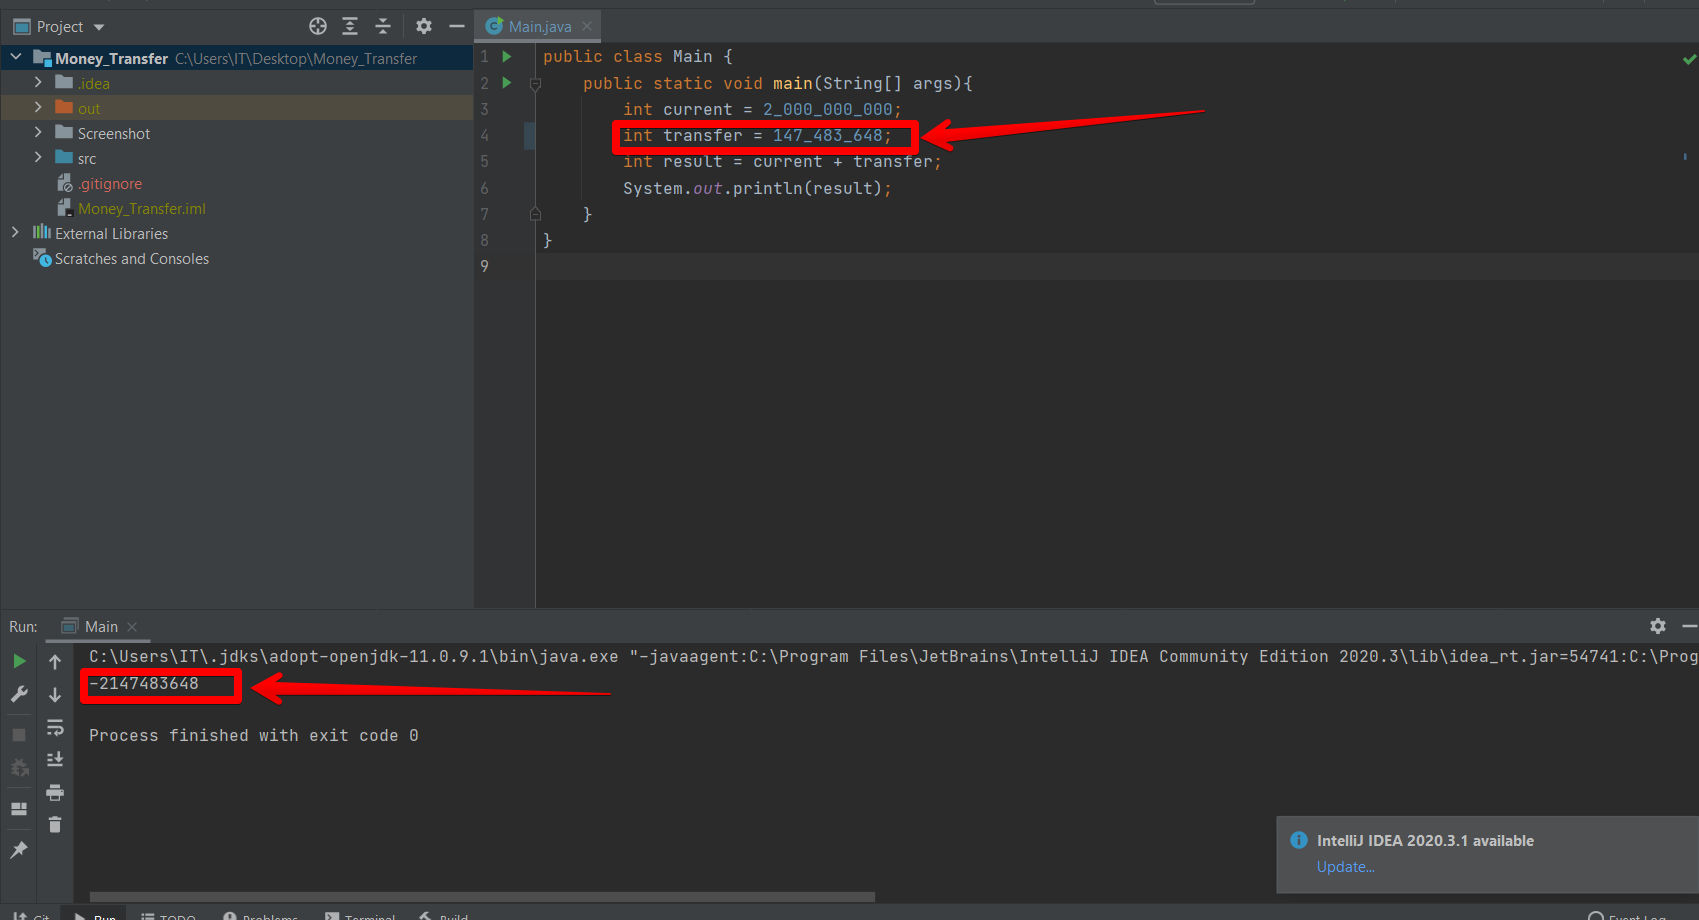 Project
Main.java
Money_Transfer C:\Users\IT\Desktop\Money_Transfer
.idea
out
Screenshot
src
.gitignore
Money_Transfer.iml
External Libraries
Scratches and Consoles
1 public class Main {
2 public static void main(String[] args){
3 int current = 2_000_000_000;
4 int transfer = 147_483_648;
5 int result = current + transfer;
6 System.out.println(result);
7 }
8 }
9
Run: Main
C:\Users\IT\.jdks\adopt-openjdk-11.0.9.1\bin\java.exe "-javaagent:C:\Program Files\JetBrains\IntelliJ IDEA Community Edition 2020.3\lib\idea_rt.jar=54741:C:\Prog
-2147483648
Process finished with exit code 0
IntelliJ IDEA 2020.3.1 available
Update...
Git Run TODO Problems Terminal Build Event Log